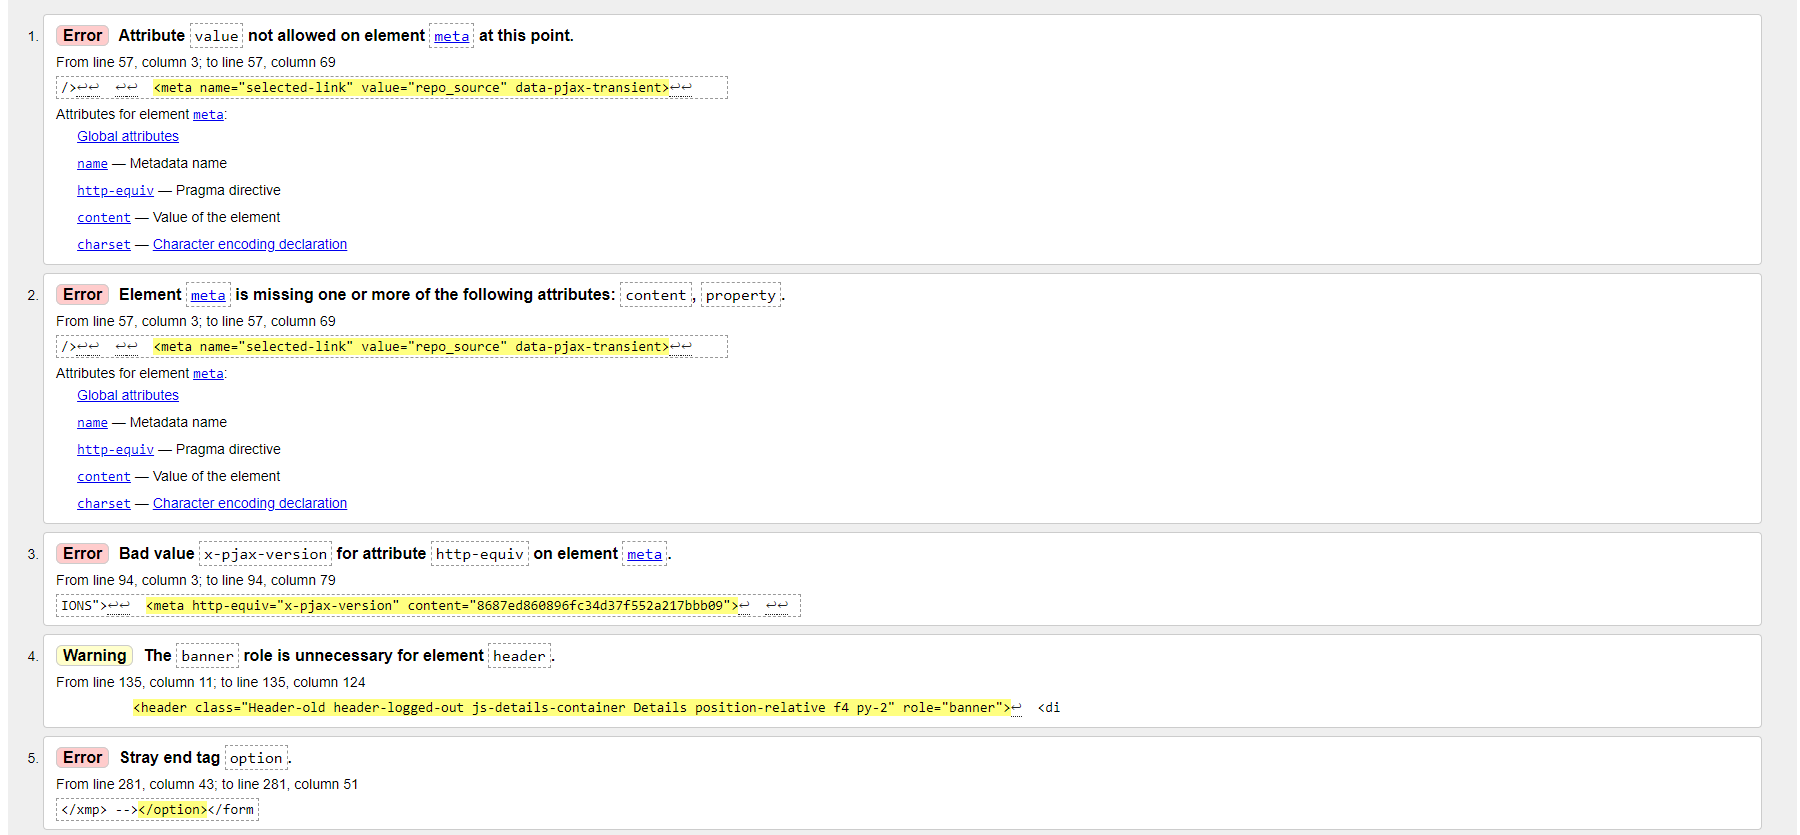 1. Error Attribute value not allowed on element meta at this point.
From line 57, column 3; to line 57, column 69
/>↩↩ ↩↩ <meta name="selected-link" value="repo_source" data-pjax-transient>↩↩
Attributes for element meta:
Global attributes
name — Metadata name
http-equiv — Pragma directive
content — Value of the element
charset — Character encoding declaration
2. Error Element meta is missing one or more of the following attributes: content, property.
From line 57, column 3; to line 57, column 69
/>↩↩ ↩↩ <meta name="selected-link" value="repo_source" data-pjax-transient>↩↩
Attributes for element meta:
Global attributes
name — Metadata name
http-equiv — Pragma directive
content — Value of the element
charset — Character encoding declaration
3. Error Bad value x-pjax-version for attribute http-equiv on element meta.
From line 94, column 3; to line 94, column 79
IONS">↩↩ <meta http-equiv="x-pjax-version" content="8687ed860896fc34d37f552a217bbb09">↩ ↩↩
4. Warning The banner role is unnecessary for element header.
From line 135, column 11; to line 135, column 124
<header class="Header-old header-logged-out js-details-container Details position-relative f4 py-2" role="banner">↩ <di
5. Error Stray end tag option.
From line 281, column 43; to line 281, column 51
</xmp> --></option></form